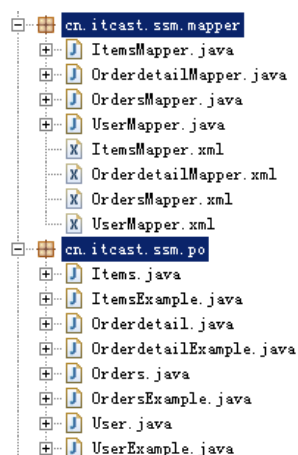 cn.itcast.ssm.mapper
ItemsMapper.java
OrderdetailMapper.java
OrdersMapper.java
UserMapper.java
ItemsMapper.xml
OrderdetailMapper.xml
OrdersMapper.xml
UserMapper.xml
cn.itcast.ssm.po
Items.java
ItemsExample.java
Orderdetail.java
OrderdetailExample.java
Orders.java
OrdersExample.java
User.java
UserExample.java